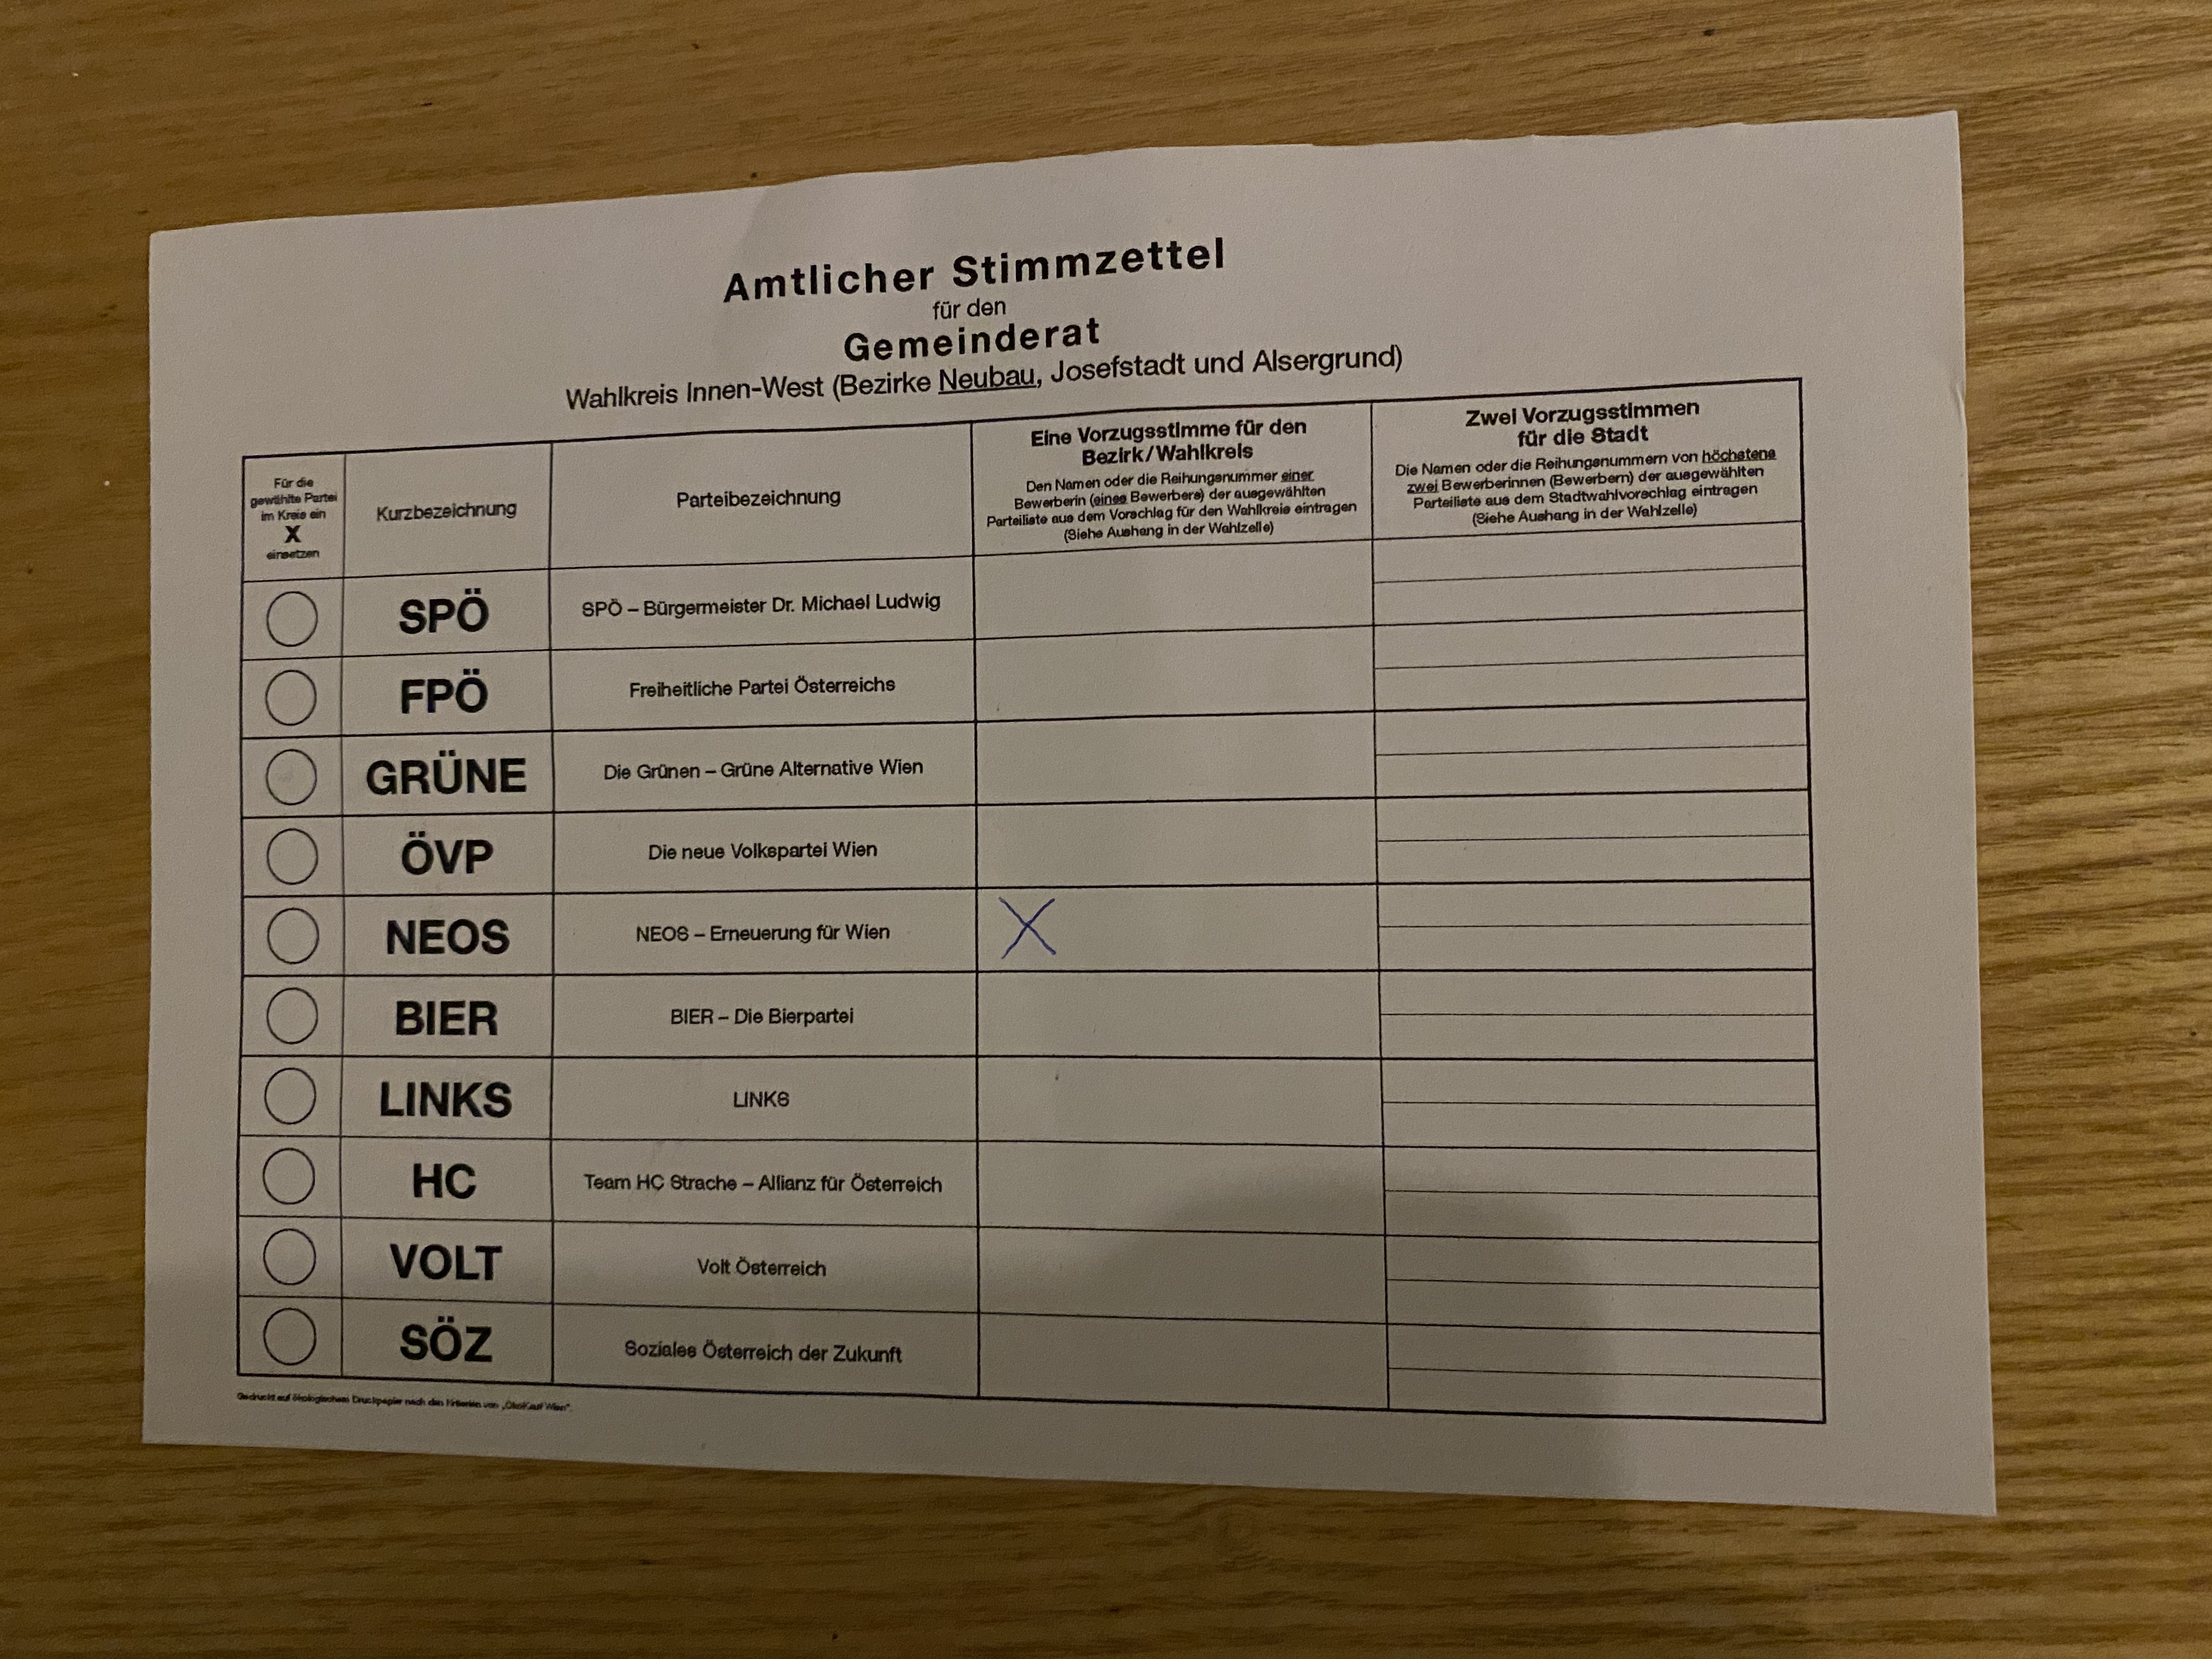 Amtlicher Stimmzettel
für den
Gemeinderat
Wahlkreis Innen-West (Bezirke Neubau, Josefstadt und Alsergrund)
Für die
gewählte Partei
im Kreis ein
X
einsetzen
Kurzbezeichnung
Parteibezeichnung
Eine Vorzugsstimme für den
Bezirk/Wahlkreis
Den Namen oder die Reihungsnummer einer
Bewerberin (eines Bewerbers) der ausgewählten
Parteiliste aus dem Vorschlag für den Wahlkreis eintragen
(Siehe Aushang in der Wahlzelle)
Zwei Vorzugsstimmen
für die Stadt
Die Namen oder die Reihungsnummern von höchstens
zwei Bewerberinnen (Bewerbern) der ausgewählten
Parteiliste aus dem Stadtwahlvorschlag eintragen
(Siehe Aushang in der Wahlzelle)
SPÖ SPÖ – Bürgermeister Dr. Michael Ludwig
FPÖ Freiheitliche Partei Österreichs
GRÜNE Die Grünen – Grüne Alternative Wien
ÖVP Die neue Volkspartei Wien
NEOS NEOS – Erneuerung für Wien X
BIER BIER – Die Bierpartei
LINKS LINKS
HC Team HC Strache – Allianz für Österreich
VOLT Volt Österreich
SÖZ Soziales Österreich der Zukunft
Gedruckt auf ökologischem Druckpapier nach den Kriterien von „ÖkoKauf Wien“.